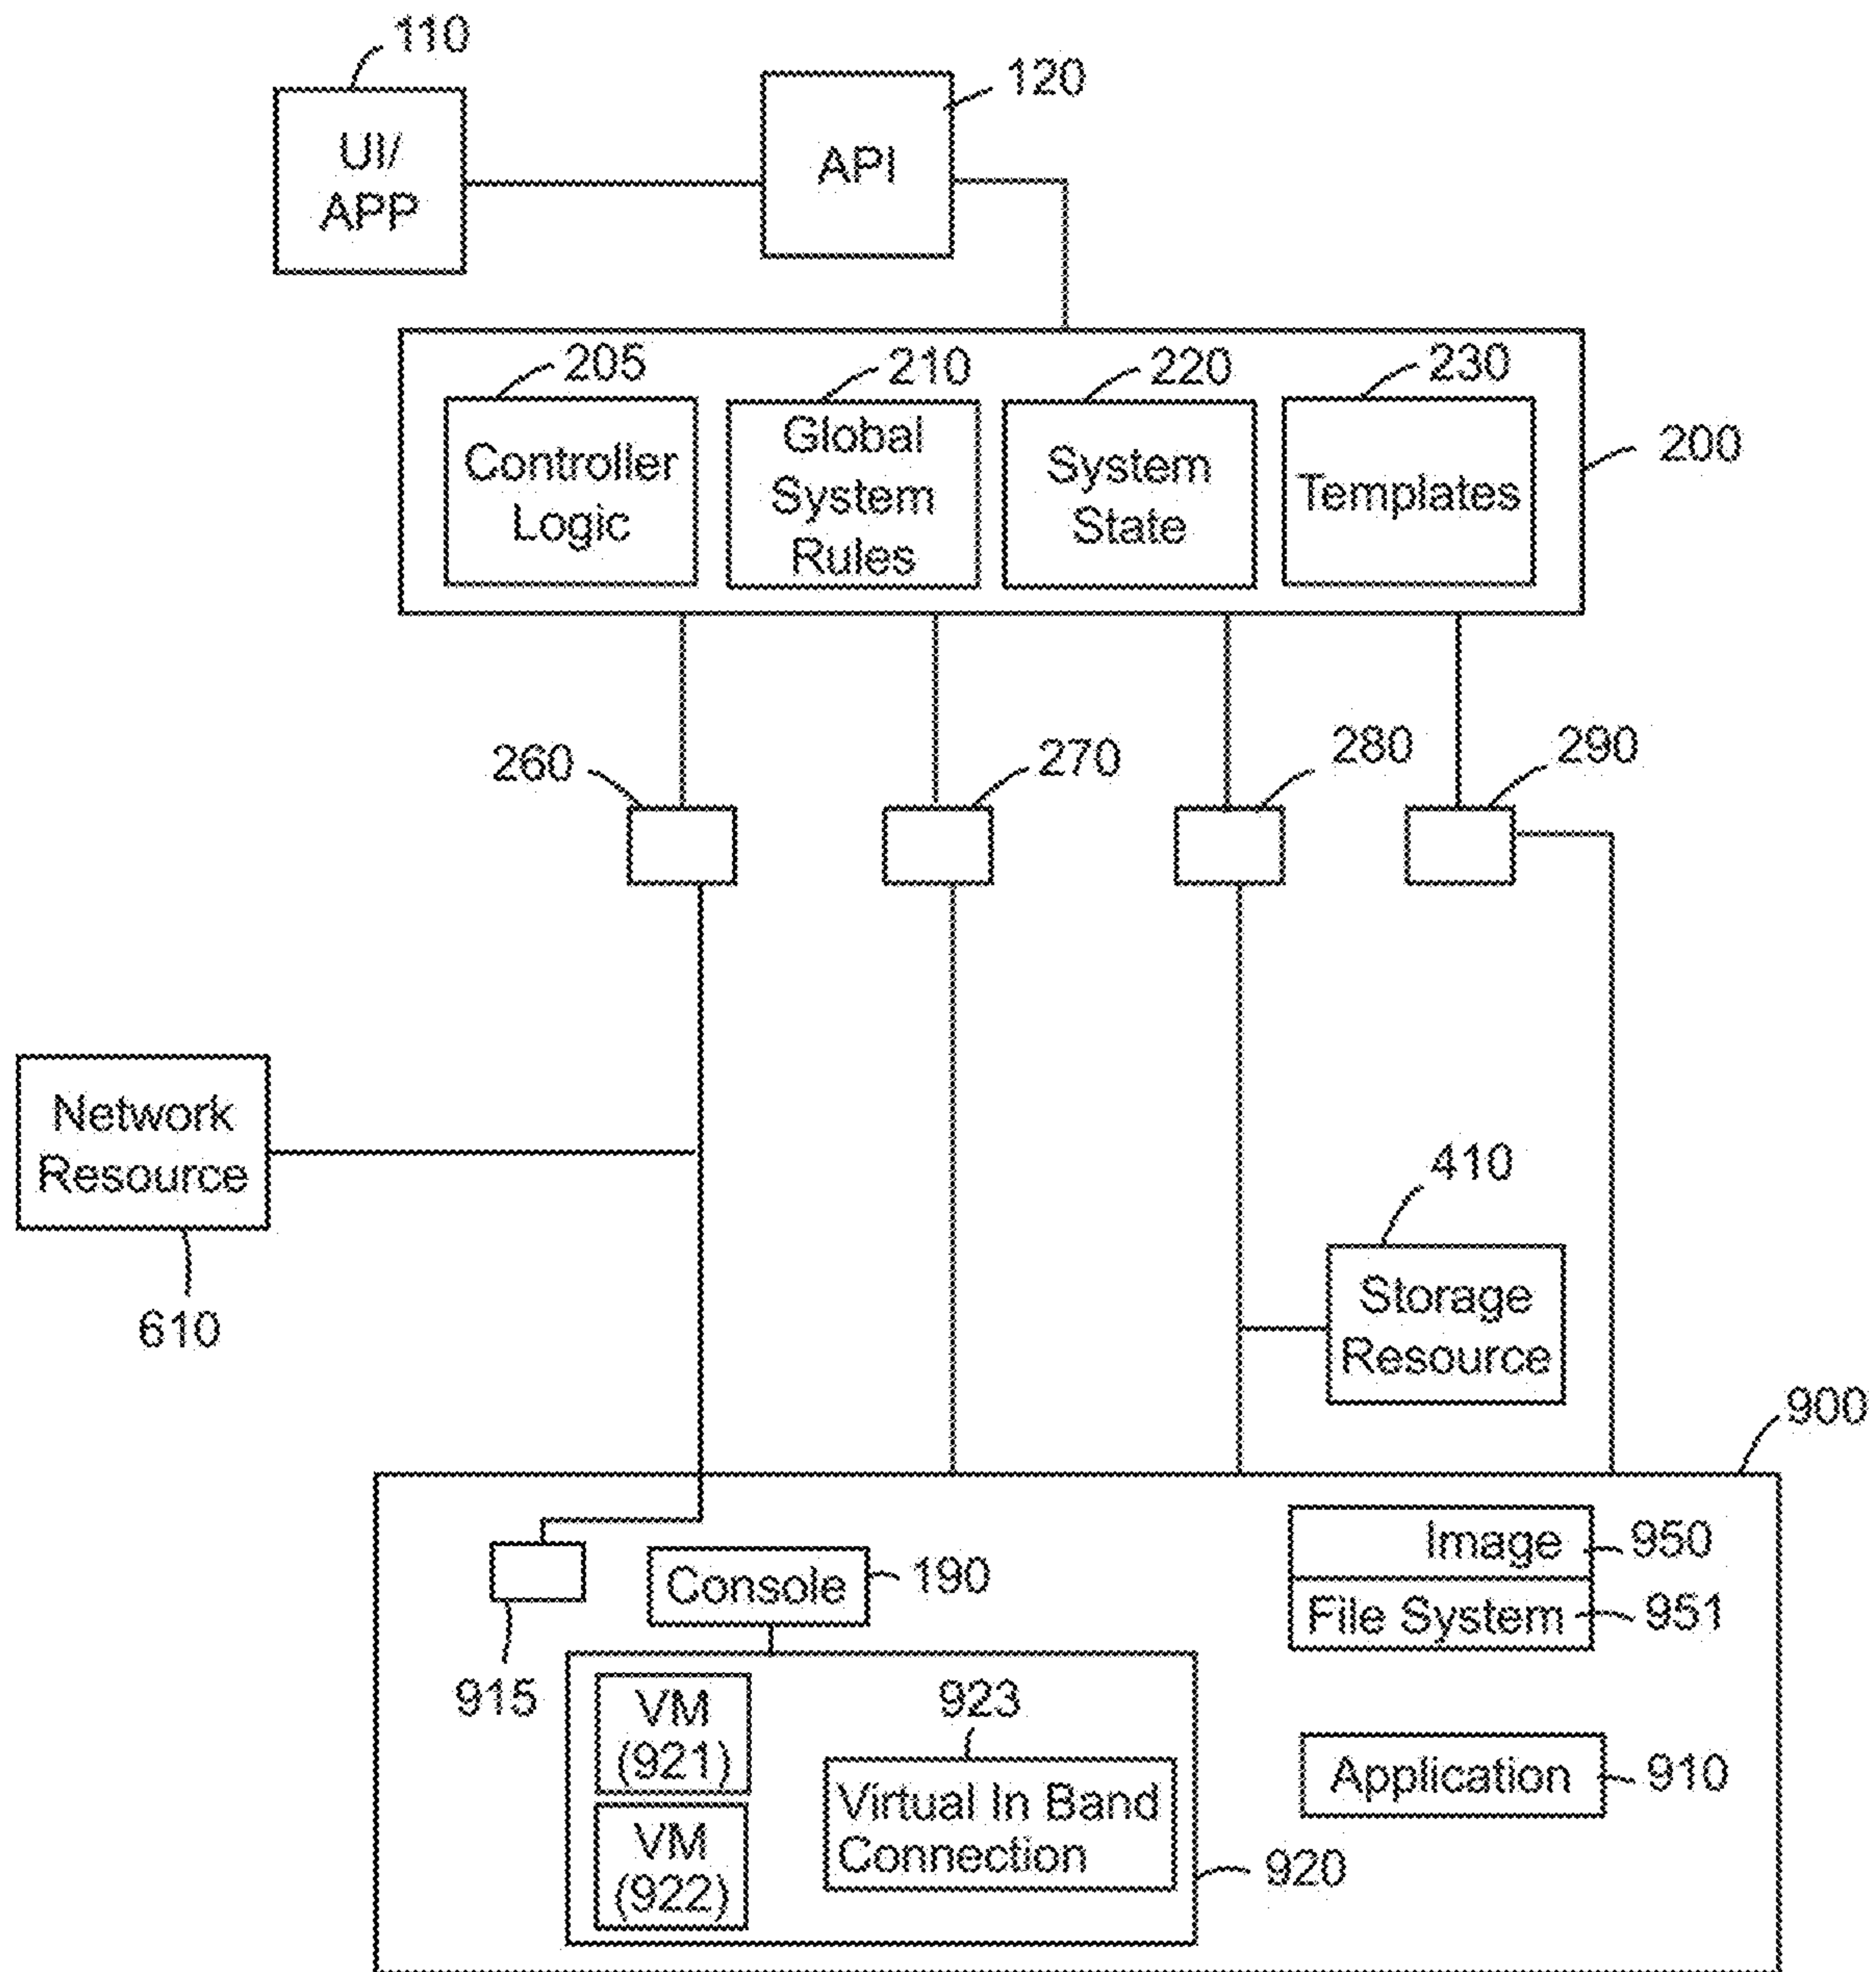 110
UI/
APP
120
API
205
Controller
Logic
210
Global
System
Rules
220
System
State
230
Templates
200
260
270
280
290
Network
Resource
610
410
Storage
Resource
900
915
Console
190
Image
950
File System
951
VM
(921)
VM
(922)
923
Virtual In Band
Connection
920
Application
910